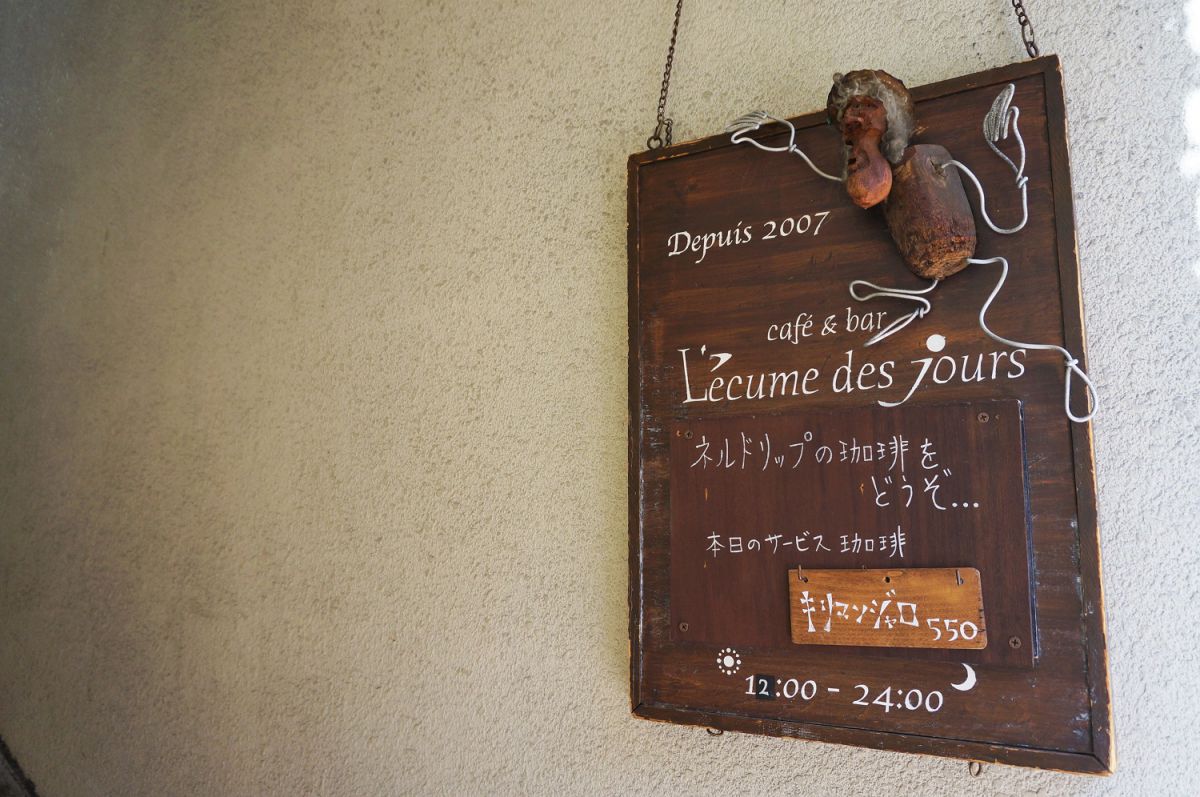 Depuis 2007
café & bar
L'écume des jours
ネルドリップの珈琲を
どうぞ...
本日のサービス珈琲
キリマンジャロ 550
12:00 - 24:00